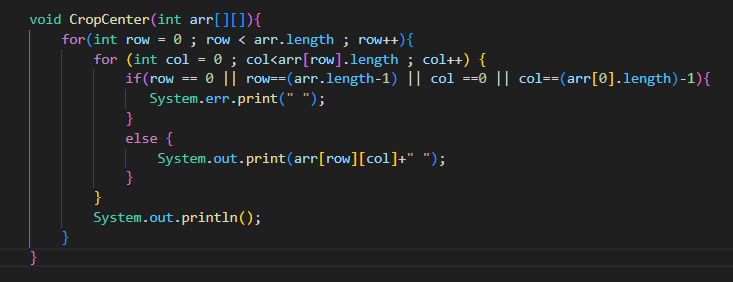 void CropCenter(int arr[][]){
    for(int row = 0 ; row < arr.length ; row++){
        for (int col = 0 ; col<arr[row].length ; col++) {
            if(row == 0 || row==(arr.length-1) || col ==0 || col==(arr[0].length)-1){
               System.err.print(" ");
            }
            else {
                System.out.print(arr[row][col]+" ");
            }
        }
        System.out.println();
    }
}